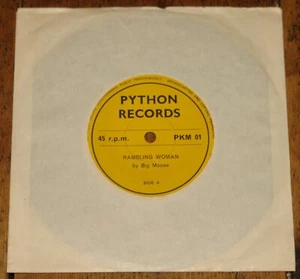 PYTHON
RECORDS
45 r.p.m. PKM 01
RAMBLING WOMAN
by Big Moose
SIDE A